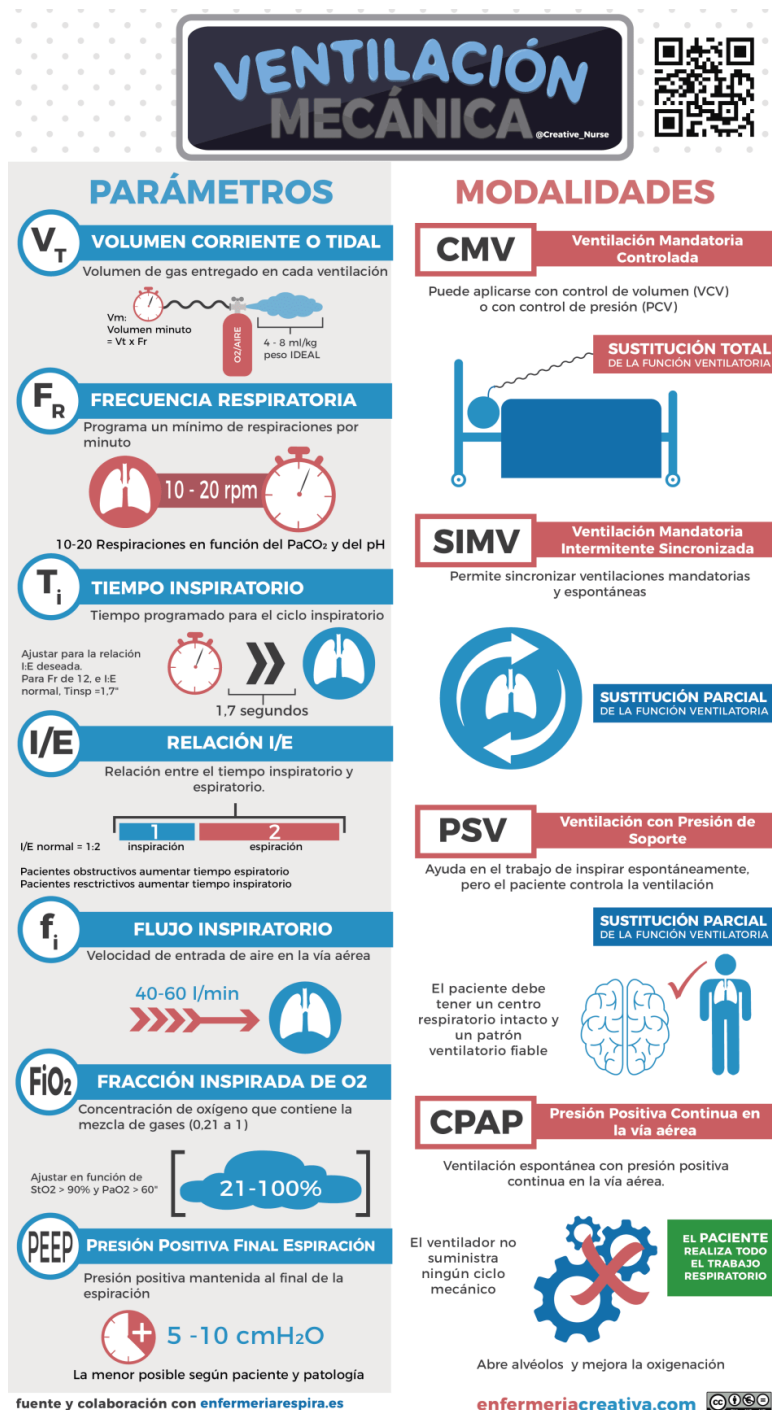 VENTILACIÓN
MECÁNICA
@Creative_Nurse
PARÁMETROS
VT
VOLUMEN CORRIENTE O TIDAL
Volumen de gas entregado en cada ventilación
Vm:
Volumen minuto
= Vt x Fr
O2/AIRE
4 - 8 ml/kg
peso IDEAL
FR
FRECUENCIA RESPIRATORIA
Programa un mínimo de respiraciones por
minuto
10 - 20 rpm
10-20 Respiraciones en función del PaCO₂ y del pH
Ti
TIEMPO INSPIRATORIO
Tiempo programado para el ciclo inspiratorio
Ajustar para la relación
I:E deseada.
Para Fr de 12, e I:E
normal, Tinsp =1,7"
1,7 segundos
I/E
RELACIÓN I/E
Relación entre el tiempo inspiratorio y
espiratorio.
1
2
I/E normal = 1:2
inspiración
espiración
Pacientes obstructivos aumentar tiempo espiratorio
Pacientes resctrictivos aumentar tiempo inspiratorio
fi
FLUJO INSPIRATORIO
Velocidad de entrada de aire en la vía aérea
40-60 l/min
FiO₂
FRACCIÓN INSPIRADA DE O2
Concentración de oxígeno que contiene la
mezcla de gases (0,21 a 1)
Ajustar en función de
StO2 > 90% y PaO2 > 60"
21-100%
PEEP
PRESIÓN POSITIVA FINAL ESPIRACIÓN
Presión positiva mantenida al final de la
espiración
5 -10 cmH₂O
La menor posible según paciente y patología
fuente y colaboración con enfermeriarespira.es
MODALIDADES
CMV
Ventilación Mandatoria
Controlada
Puede aplicarse con control de volumen (VCV)
o con control de presión (PCV)
SUSTITUCIÓN TOTAL
DE LA FUNCIÓN VENTILATORIA
SIMV
Ventilación Mandatoria
Intermitente Sincronizada
Permite sincronizar ventilaciones mandatorias
y espontáneas
SUSTITUCIÓN PARCIAL
DE LA FUNCIÓN VENTILATORIA
PSV
Ventilación con Presión de
Soporte
Ayuda en el trabajo de inspirar espontáneamente,
pero el paciente controla la ventilación
SUSTITUCIÓN PARCIAL
DE LA FUNCIÓN VENTILATORIA
El paciente debe
tener un centro
respiratorio intacto y
un patrón
ventilatorio fiable
CPAP
Presión Positiva Continua en
la vía aérea
Ventilación espontánea con presión positiva
continua en la vía aérea.
El ventilador no
suministra
ningún ciclo
mecánico
EL PACIENTE
REALIZA TODO
EL TRABAJO
RESPIRATORIO
Abre alvéolos y mejora la oxigenación
enfermeriacreativa.com
cc